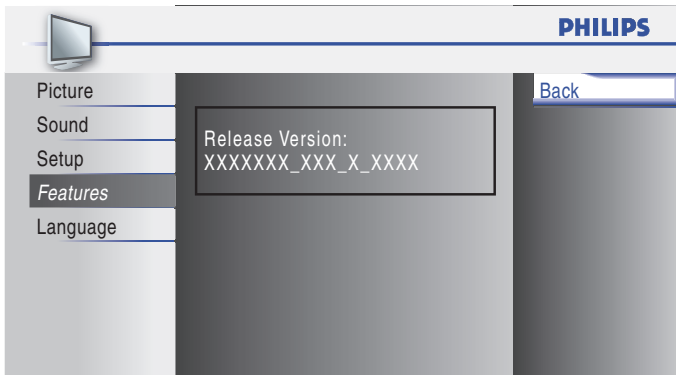 PHILIPS
Picture
Sound
Setup
Features
Language
Release Version:
XXXXXXX_XXX_X_XXXX
Back